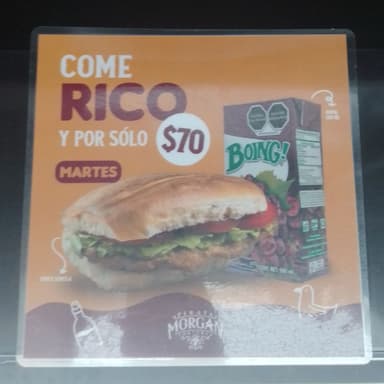 COME
RICO
Y POR SÓLO $70
MARTES
BOING!
MORGAN